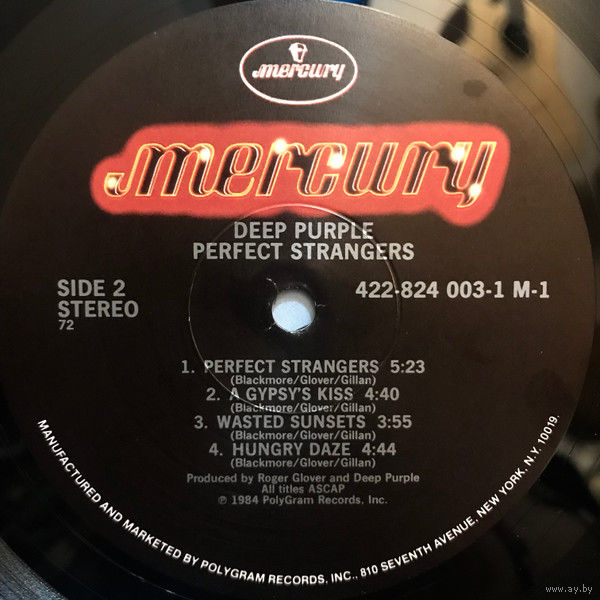 mercury
mercury
DEEP PURPLE
PERFECT STRANGERS
SIDE 2
STEREO
72
422-824 003-1 M-1
1. PERFECT STRANGERS 5:23
(Blackmore/Glover/Gillan)
2. A GYPSY'S KISS 4:40
(Blackmore/Glover/Gillan)
3. WASTED SUNSETS 3:55
(Blackmore/Glover/Gillan)
4. HUNGRY DAZE 4:44
(Blackmore/Glover/Gillan)
Produced by Roger Glover and Deep Purple
All titles ASCAP
℗ 1984 PolyGram Records, Inc.
MANUFACTURED AND MARKETED BY POLYGRAM RECORDS, INC., 810 SEVENTH AVENUE, NEW YORK, N.Y. 10019.
www.ay.by